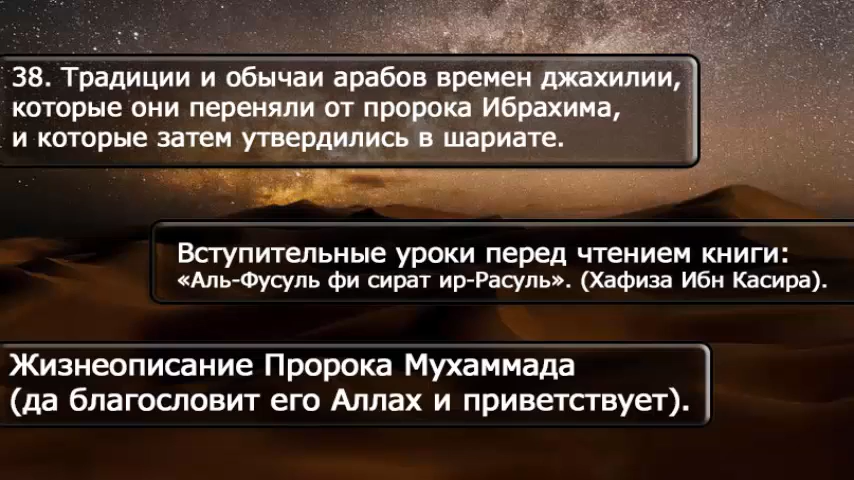 38. Традиции и обычаи арабов времен джахилии,
которые они переняли от пророка Ибрахима,
и которые затем утвердились в шариате.
Вступительные уроки перед чтением книги:
«Аль-Фусуль фи сират ир-Расуль». (Хафиза Ибн Касира).
Жизнеописание Пророка Мухаммада
(да благословит его Аллах и приветствует).